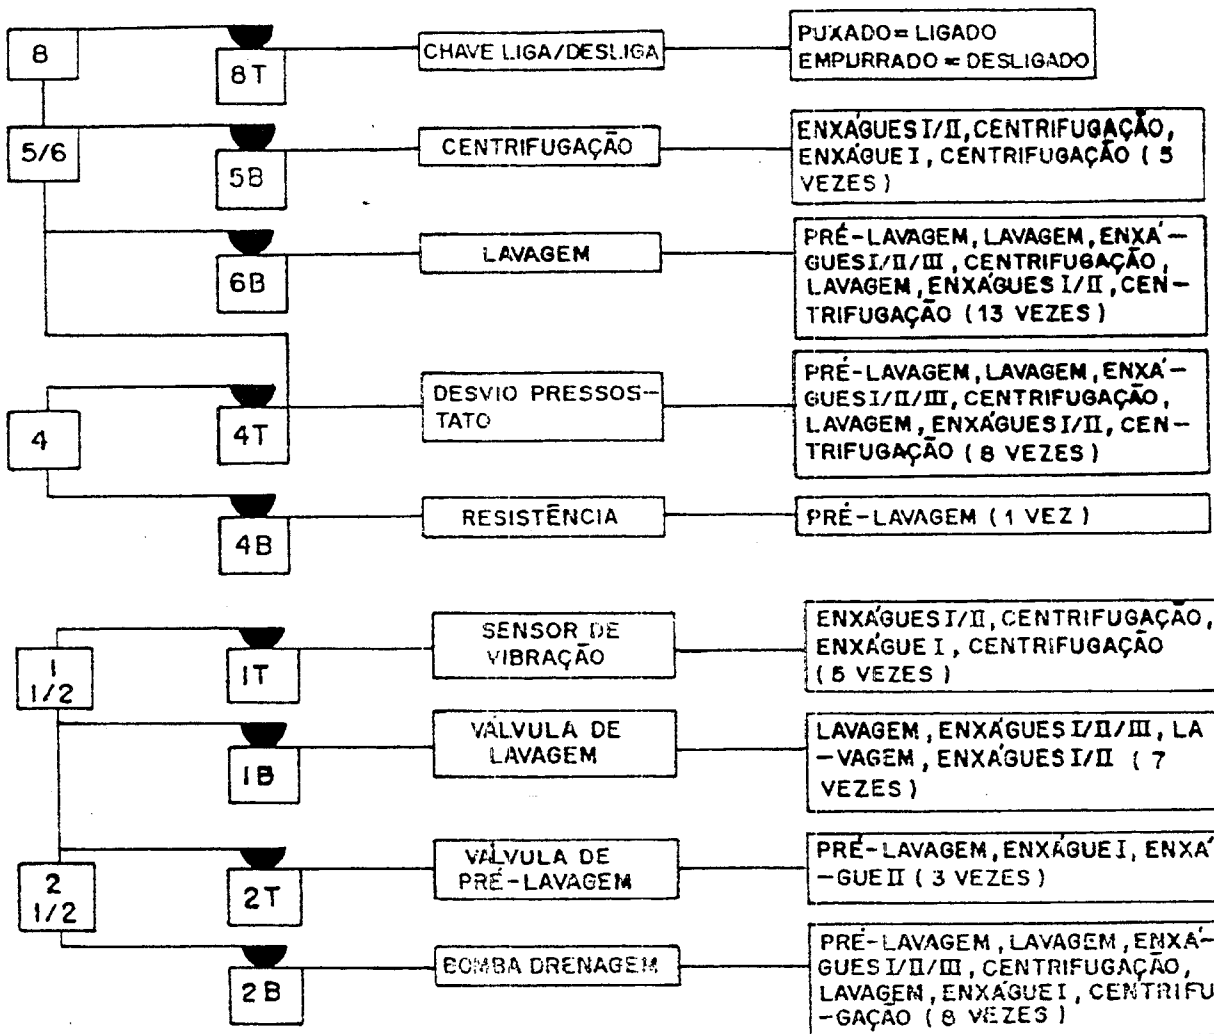 8
8T
CHAVE LIGA/DESLIGA
PUXADO = LIGADO
EMPURRADO = DESLIGADO
5/6
5B
CENTRIFUGAÇÃO
ENXÁGUES I/II, CENTRIFUGAÇÃO,
ENXÁGUE I, CENTRIFUGAÇÃO ( 5
VEZES )
6B
LAVAGEM
PRÉ-LAVAGEM, LAVAGEM, ENXÁ-
GUES I/II/III, CENTRIFUGAÇÃO,
LAVAGEM, ENXÁGUES I/II, CEN-
TRIFUGAÇÃO (13 VEZES )
4
4T
DESVIO PRESSOS-
TATO
PRÉ-LAVAGEM, LAVAGEM, ENXÁ-
GUES I/II/III, CENTRIFUGAÇÃO,
LAVAGEM, ENXÁGUES I/II, CEN-
TRIFUGAÇÃO ( 8 VEZES )
4B
RESISTÊNCIA
PRÉ-LAVAGEM (1 VEZ )
1
1/2
1T
SENSOR DE
VIBRAÇÃO
ENXÁGUES I/II, CENTRIFUGAÇÃO,
ENXÁGUE I, CENTRIFUGAÇÃO
( 5 VEZES )
1B
VÁLVULA DE
LAVAGEM
LAVAGEM, ENXÁGUES I/II/III, LA
-VAGEM, ENXÁGUES I/II ( 7
VEZES )
2
1/2
2T
VÁLVULA DE
PRÉ-LAVAGEM
PRÉ-LAVAGEM, ENXÁGUE I, ENXÁ
-GUE II ( 3 VEZES )
2B
BOMBA DRENAGEM
PRÉ-LAVAGEM, LAVAGEM, ENXÁ-
GUES I/II/III, CENTRIFUGAÇÃO,
LAVAGEM, ENXÁGUE I, CENTRIFU
-GAÇÃO ( 8 VEZES )